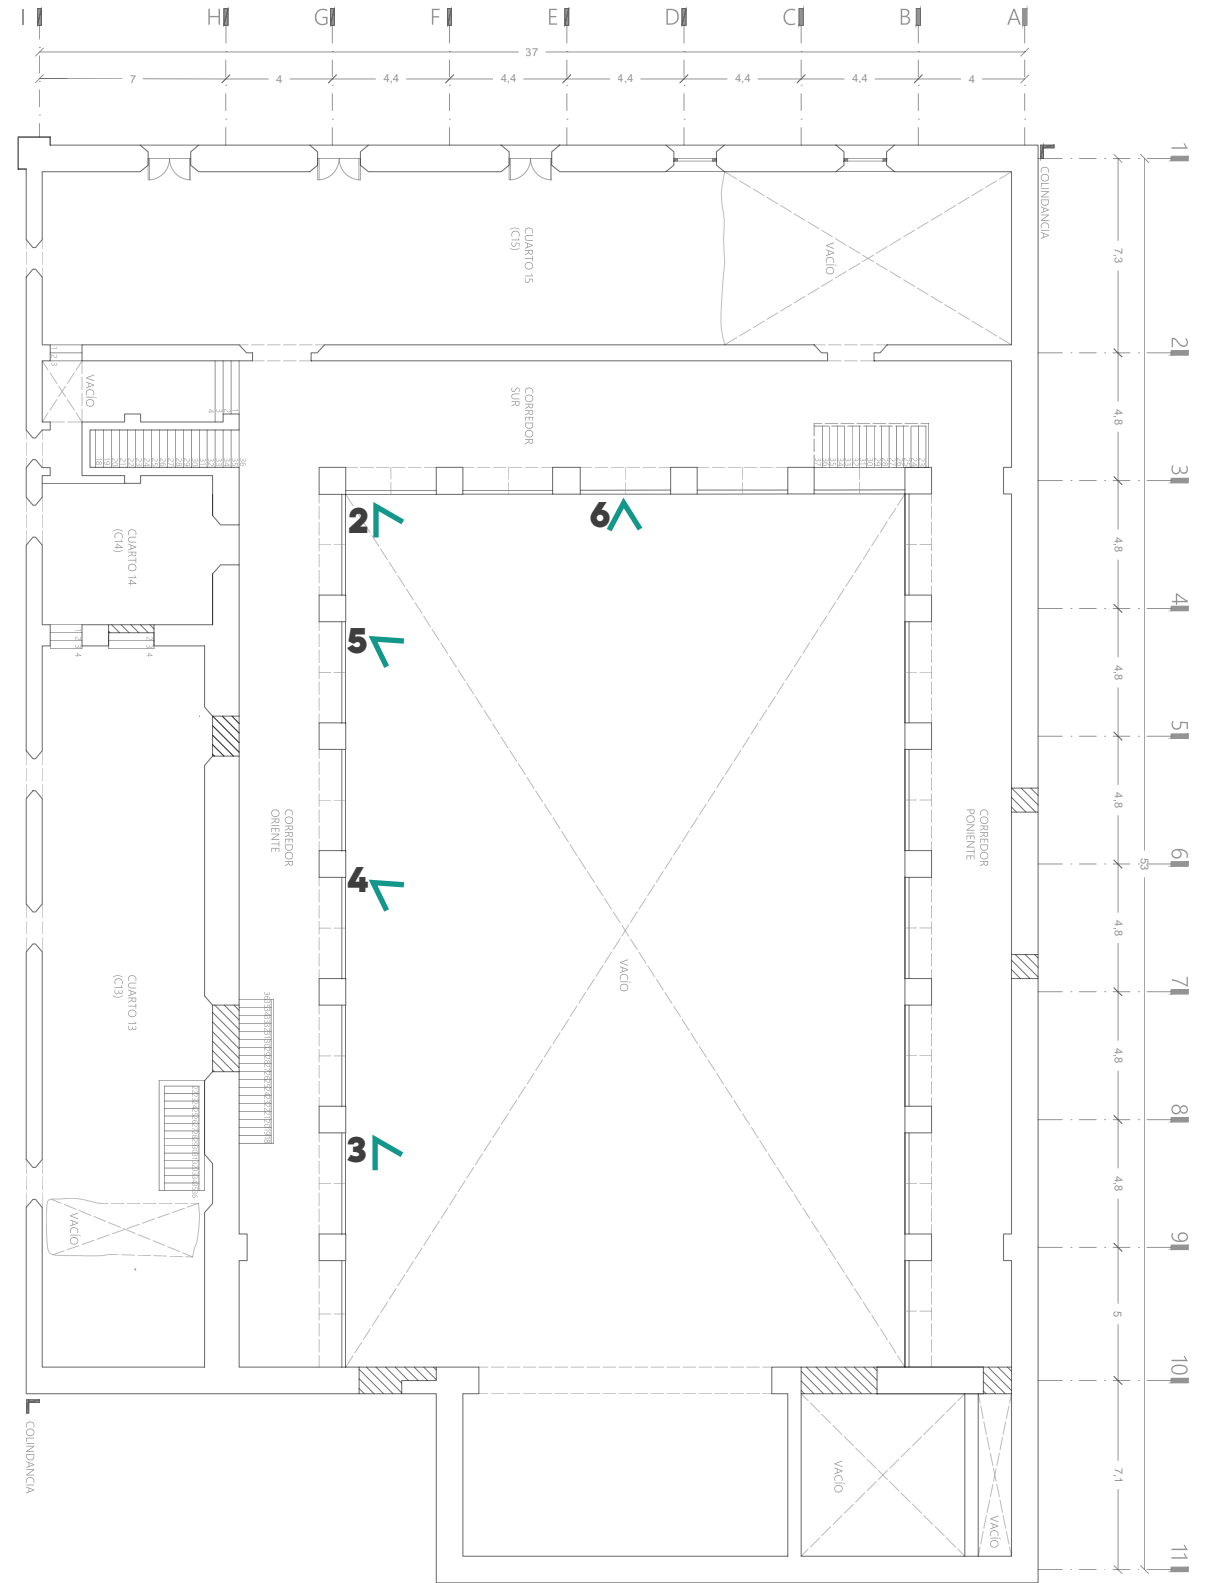 I
H
G
F
E
D
C
B
A
37
7
4
4,4
4,4
4,4
4,4
4,4
4
1
COLINDANCIA
CUARTO 15
(C15)
VACÍO
7,3
2
1 2 3
VACÍO
CORREDOR
SUR
4,8
3
2
6
CUARTO 14
(C14)
4,8
4
5
4,8
5
CORREDOR
ORIENTE
CORREDOR
PONIENTE
4,8
6
53
4
4,8
CUARTO 13
(C13)
VACÍO
7
4,8
8
3
4,8
VACÍO
9
5
10
COLINDANCIA
VACÍO
VACÍO
7,1
11